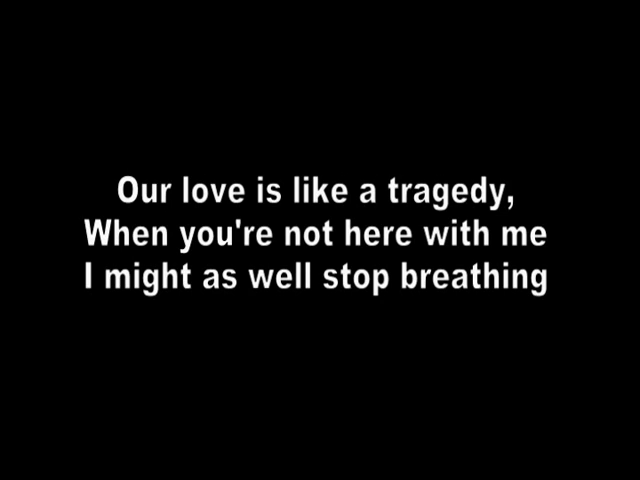 Our love is like a tragedy,
When you're not here with me
I might as well stop breathing